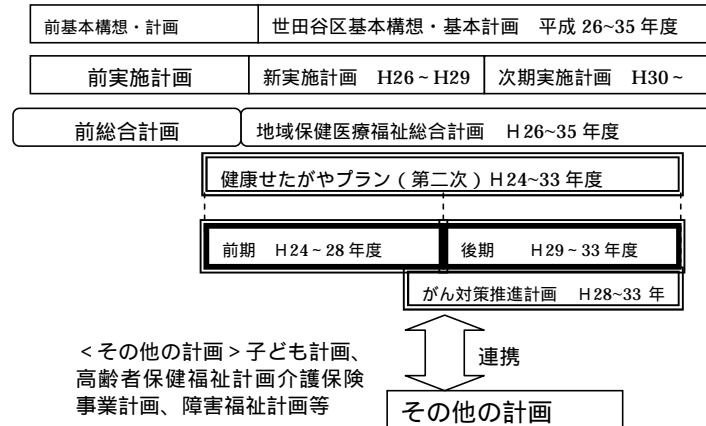 前基本構想・計画 世田谷区基本構想・基本計画 平成 26~35 年度
前実施計画 新実施計画 H26～H29 次期実施計画 H30～
前総合計画 地域保健医療福祉総合計画 H26~35 年度
健康せたがやプラン（第二次）H24~33 年度
前期 H24～28 年度 後期 H29～33 年度
がん対策推進計画 H28~33 年
連携
＜その他の計画＞子ども計画、
高齢者保健福祉計画介護保険
事業計画、障害福祉計画等
その他の計画